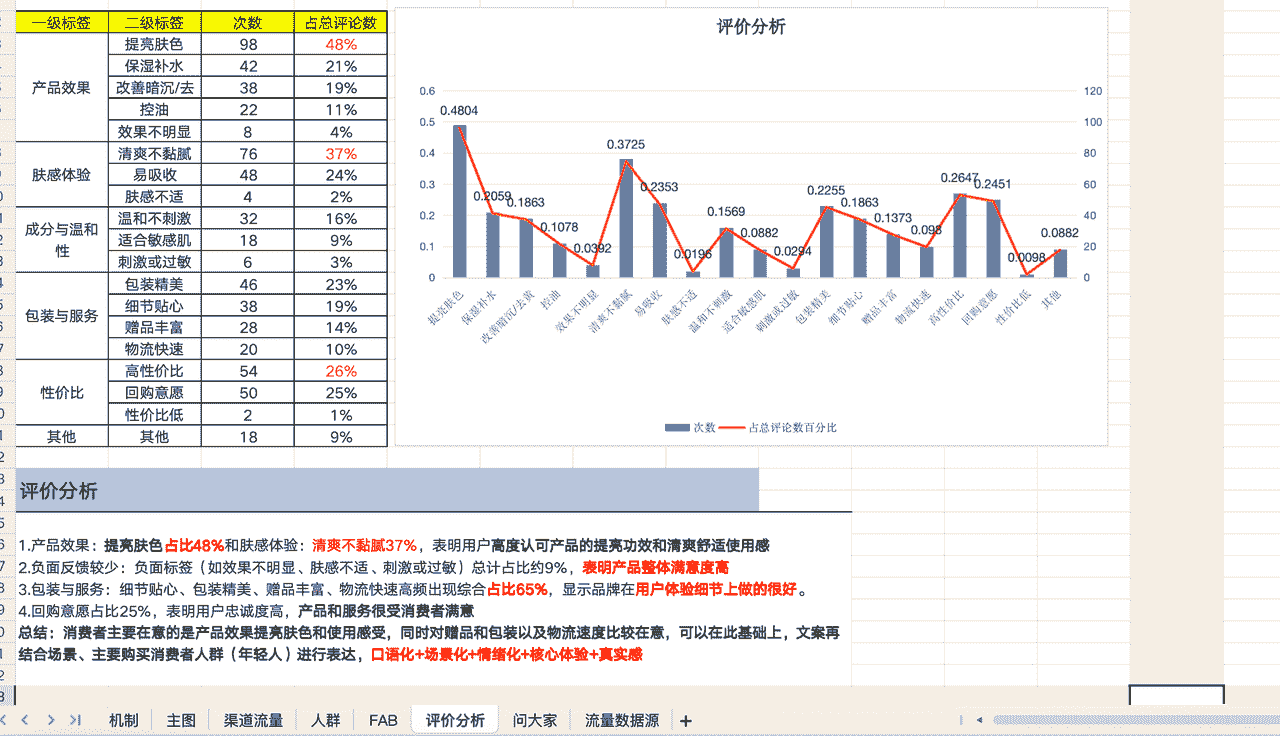 一级标签 二级标签 次数 占总评论数
产品效果 提亮肤色 98 48%
保湿补水 42 21%
改善暗沉/去 38 19%
控油 22 11%
效果不明显 8 4%
肤感体验 清爽不黏腻 76 37%
易吸收 48 24%
肤感不适 4 2%
成分与温和性 温和不刺激 32 16%
适合敏感肌 18 9%
刺激或过敏 6 3%
包装与服务 包装精美 46 23%
细节贴心 38 19%
赠品丰富 28 14%
物流快速 20 10%
性价比 高性价比 54 26%
回购意愿 50 25%
性价比低 2 1%
其他 其他 18 9%
评价分析
0.6 0.5 0.4 0.3 0.2 0.1 0
120 100 80 60 40 20 0
0.4804 0.2059 0.1863 0.1078 0.0392 0.3725 0.2353 0.0196 0.1569 0.0882 0.0294 0.2255 0.1863 0.1373 0.098 0.2647 0.2451 0.0098 0.0882
提亮肤色 保湿补水 改善暗沉/去黄 控油 效果不明显 清爽不黏腻 易吸收 肤感不适 温和不刺激 适合敏感肌 刺激或过敏 包装精美 细节贴心 赠品丰富 物流快速 高性价比 回购意愿 性价比低 其他
次数 占总评论数百分比
评价分析
1.产品效果：提亮肤色占比48%和肤感体验：清爽不黏腻37%，表明用户高度认可产品的提亮功效和清爽舒适使用感
2.负面反馈较少：负面标签（如效果不明显、肤感不适、刺激或过敏）总计占比约9%，表明产品整体满意度高
3.包装与服务：细节贴心、包装精美、赠品丰富、物流快速高频出现综合占比65%，显示品牌在用户体验细节上做的很好。
4.回购意愿占比25%，表明用户忠诚度高，产品和服务很受消费者满意
总结：消费者主要在意的是产品效果提亮肤色和使用感受，同时对赠品和包装以及物流速度比较在意，可以在此基础上，文案再
结合场景、主要购买消费者人群（年轻人）进行表达，口语化+场景化+情绪化+核心体验+真实感
机制 主图 渠道流量 人群 FAB 评价分析 问大家 流量数据源 +